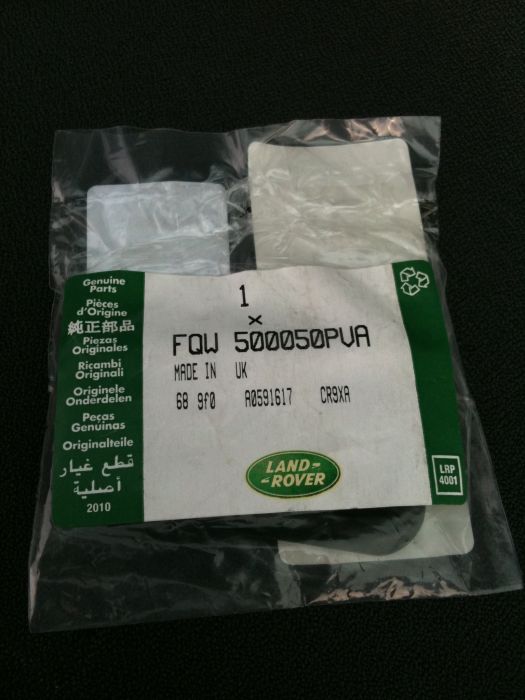 Genuine
Parts
Pièces
d'Origine
純正部品
Piezas
Originales
Ricambi
Originali
Originele
Onderdelen
Peças
Genuinas
Originalteile
قطع غيار
أصلية
2010
1
x
FQW 500050PVA
MADE IN UK
68 9f0 A0591617 CR9XA
LAND-
-ROVER
LRP
4001